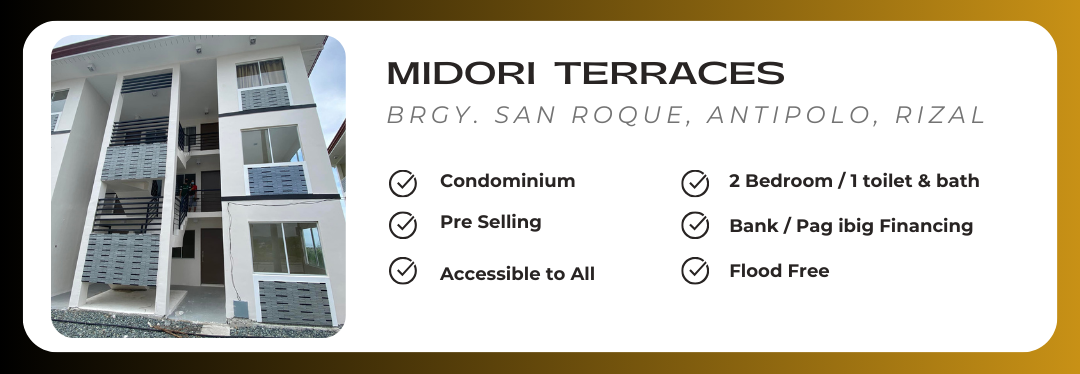 MIDORI TERRACES
BRGY. SAN ROQUE, ANTIPOLO, RIZAL
Condominium
Pre Selling
Accessible to All
2 Bedroom / 1 toilet & bath
Bank / Pag ibig Financing
Flood Free